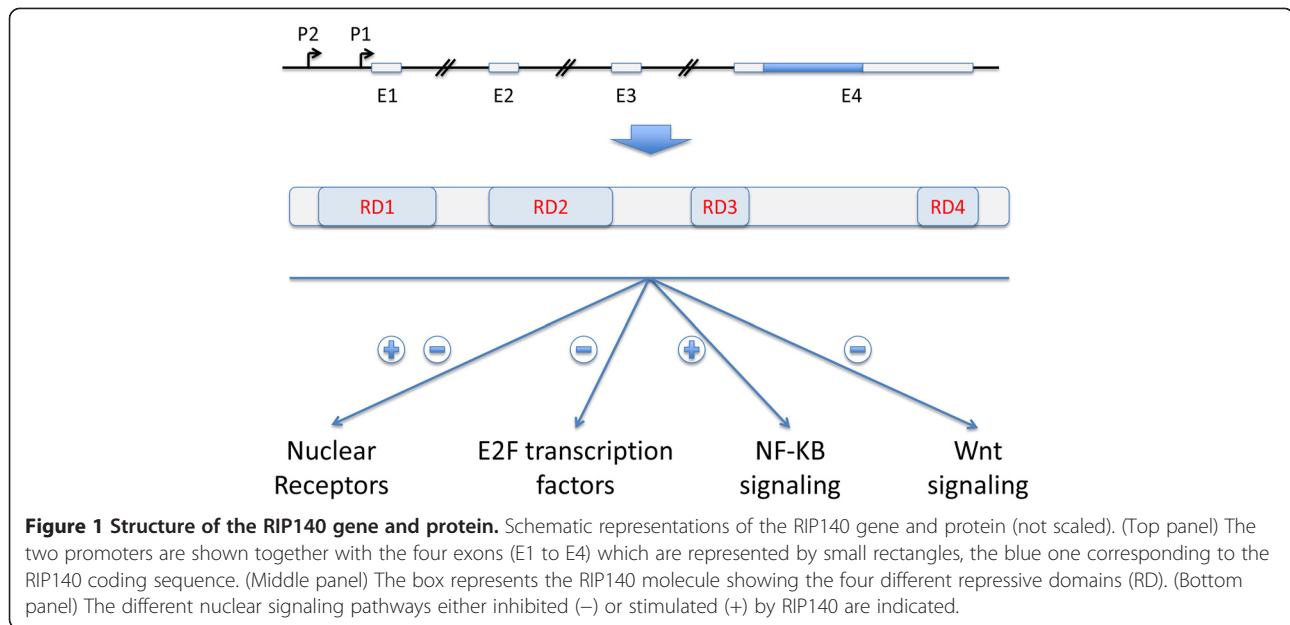 P2 P1
E1 E2 E3 E4
RD1 RD2 RD3 RD4
+ − − + −
Nuclear
Receptors
E2F transcription
factors
NF-KB
signaling
Wnt
signaling
Figure 1 Structure of the RIP140 gene and protein. Schematic representations of the RIP140 gene and protein (not scaled). (Top panel) The
two promoters are shown together with the four exons (E1 to E4) which are represented by small rectangles, the blue one corresponding to the
RIP140 coding sequence. (Middle panel) The box represents the RIP140 molecule showing the four different repressive domains (RD). (Bottom
panel) The different nuclear signaling pathways either inhibited (−) or stimulated (+) by RIP140 are indicated.